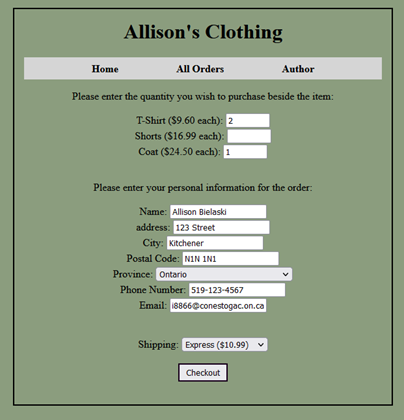 Allison's Clothing
Home All Orders Author
Please enter the quantity you wish to purchase beside the item:
T-Shirt ($9.60 each): 2
Shorts ($16.99 each):
Coat ($24.50 each): 1
Please enter your personal information for the order:
Name: Allison Bielaski
address: 123 Street
City: Kitchener
Postal Code: N1N 1N1
Province: Ontario
Phone Number: 519-123-4567
Email: i8866@conestogac.on.ca
Shipping: Express ($10.99)
Checkout